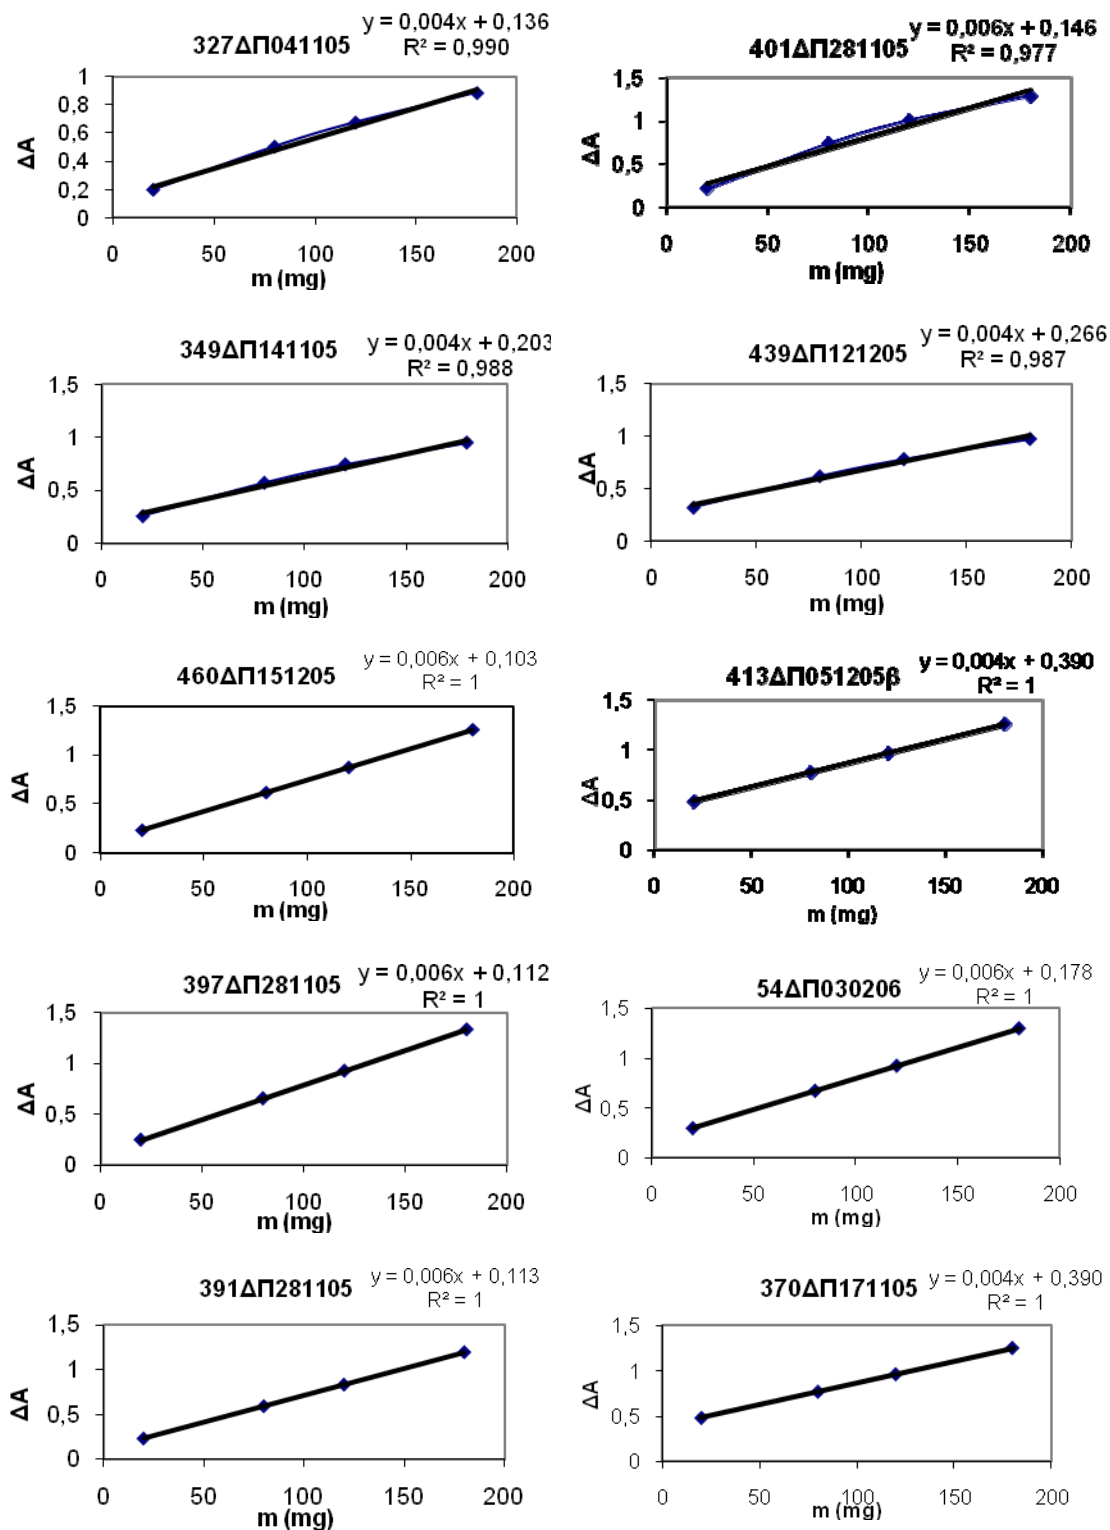 327ΔΠ041105
y = 0,004x + 0,136
R² = 0,990
1
0,8
0,6
0,4
0,2
0
ΔA
0 50 100 150 200
m (mg)
401ΔΠ281105
y = 0,006x + 0,146
R² = 0,977
1,5
1
0,5
0
ΔA
0 50 100 150 200
m (mg)
349ΔΠ141105
y = 0,004x + 0,203
R² = 0,988
1,5
1
0,5
0
ΔA
0 50 100 150 200
m (mg)
439ΔΠ121205
y = 0,004x + 0,266
R² = 0,987
1,5
1
0,5
0
ΔA
0 50 100 150 200
m (mg)
460ΔΠ151205
y = 0,006x + 0,103
R² = 1
1,5
1
0,5
0
ΔA
0 50 100 150 200
m (mg)
413ΔΠ051205β
y = 0,004x + 0,390
R² = 1
1,5
1
0,5
0
ΔA
0 50 100 150 200
m (mg)
397ΔΠ281105
y = 0,006x + 0,112
R² = 1
1,5
1
0,5
0
ΔA
0 50 100 150 200
m (mg)
54ΔΠ030206
y = 0,006x + 0,178
R² = 1
1,5
1
0,5
0
ΔA
0 50 100 150 200
m (mg)
391ΔΠ281105
y = 0,006x + 0,113
R² = 1
1,5
1
0,5
0
ΔA
0 50 100 150 200
m (mg)
370ΔΠ171105
y = 0,004x + 0,390
R² = 1
1,5
1
0,5
0
ΔA
0 50 100 150 200
m (mg)